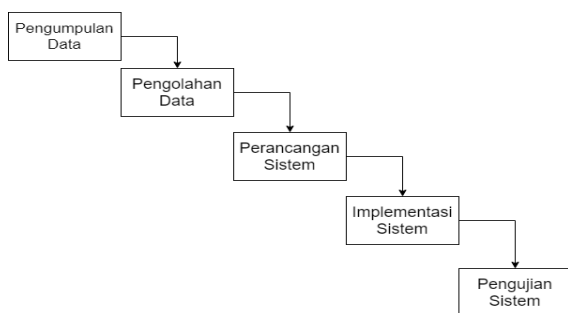 Pengumpulan
Data
Pengolahan
Data
Perancangan
Sistem
Implementasi
Sistem
Pengujian
Sistem